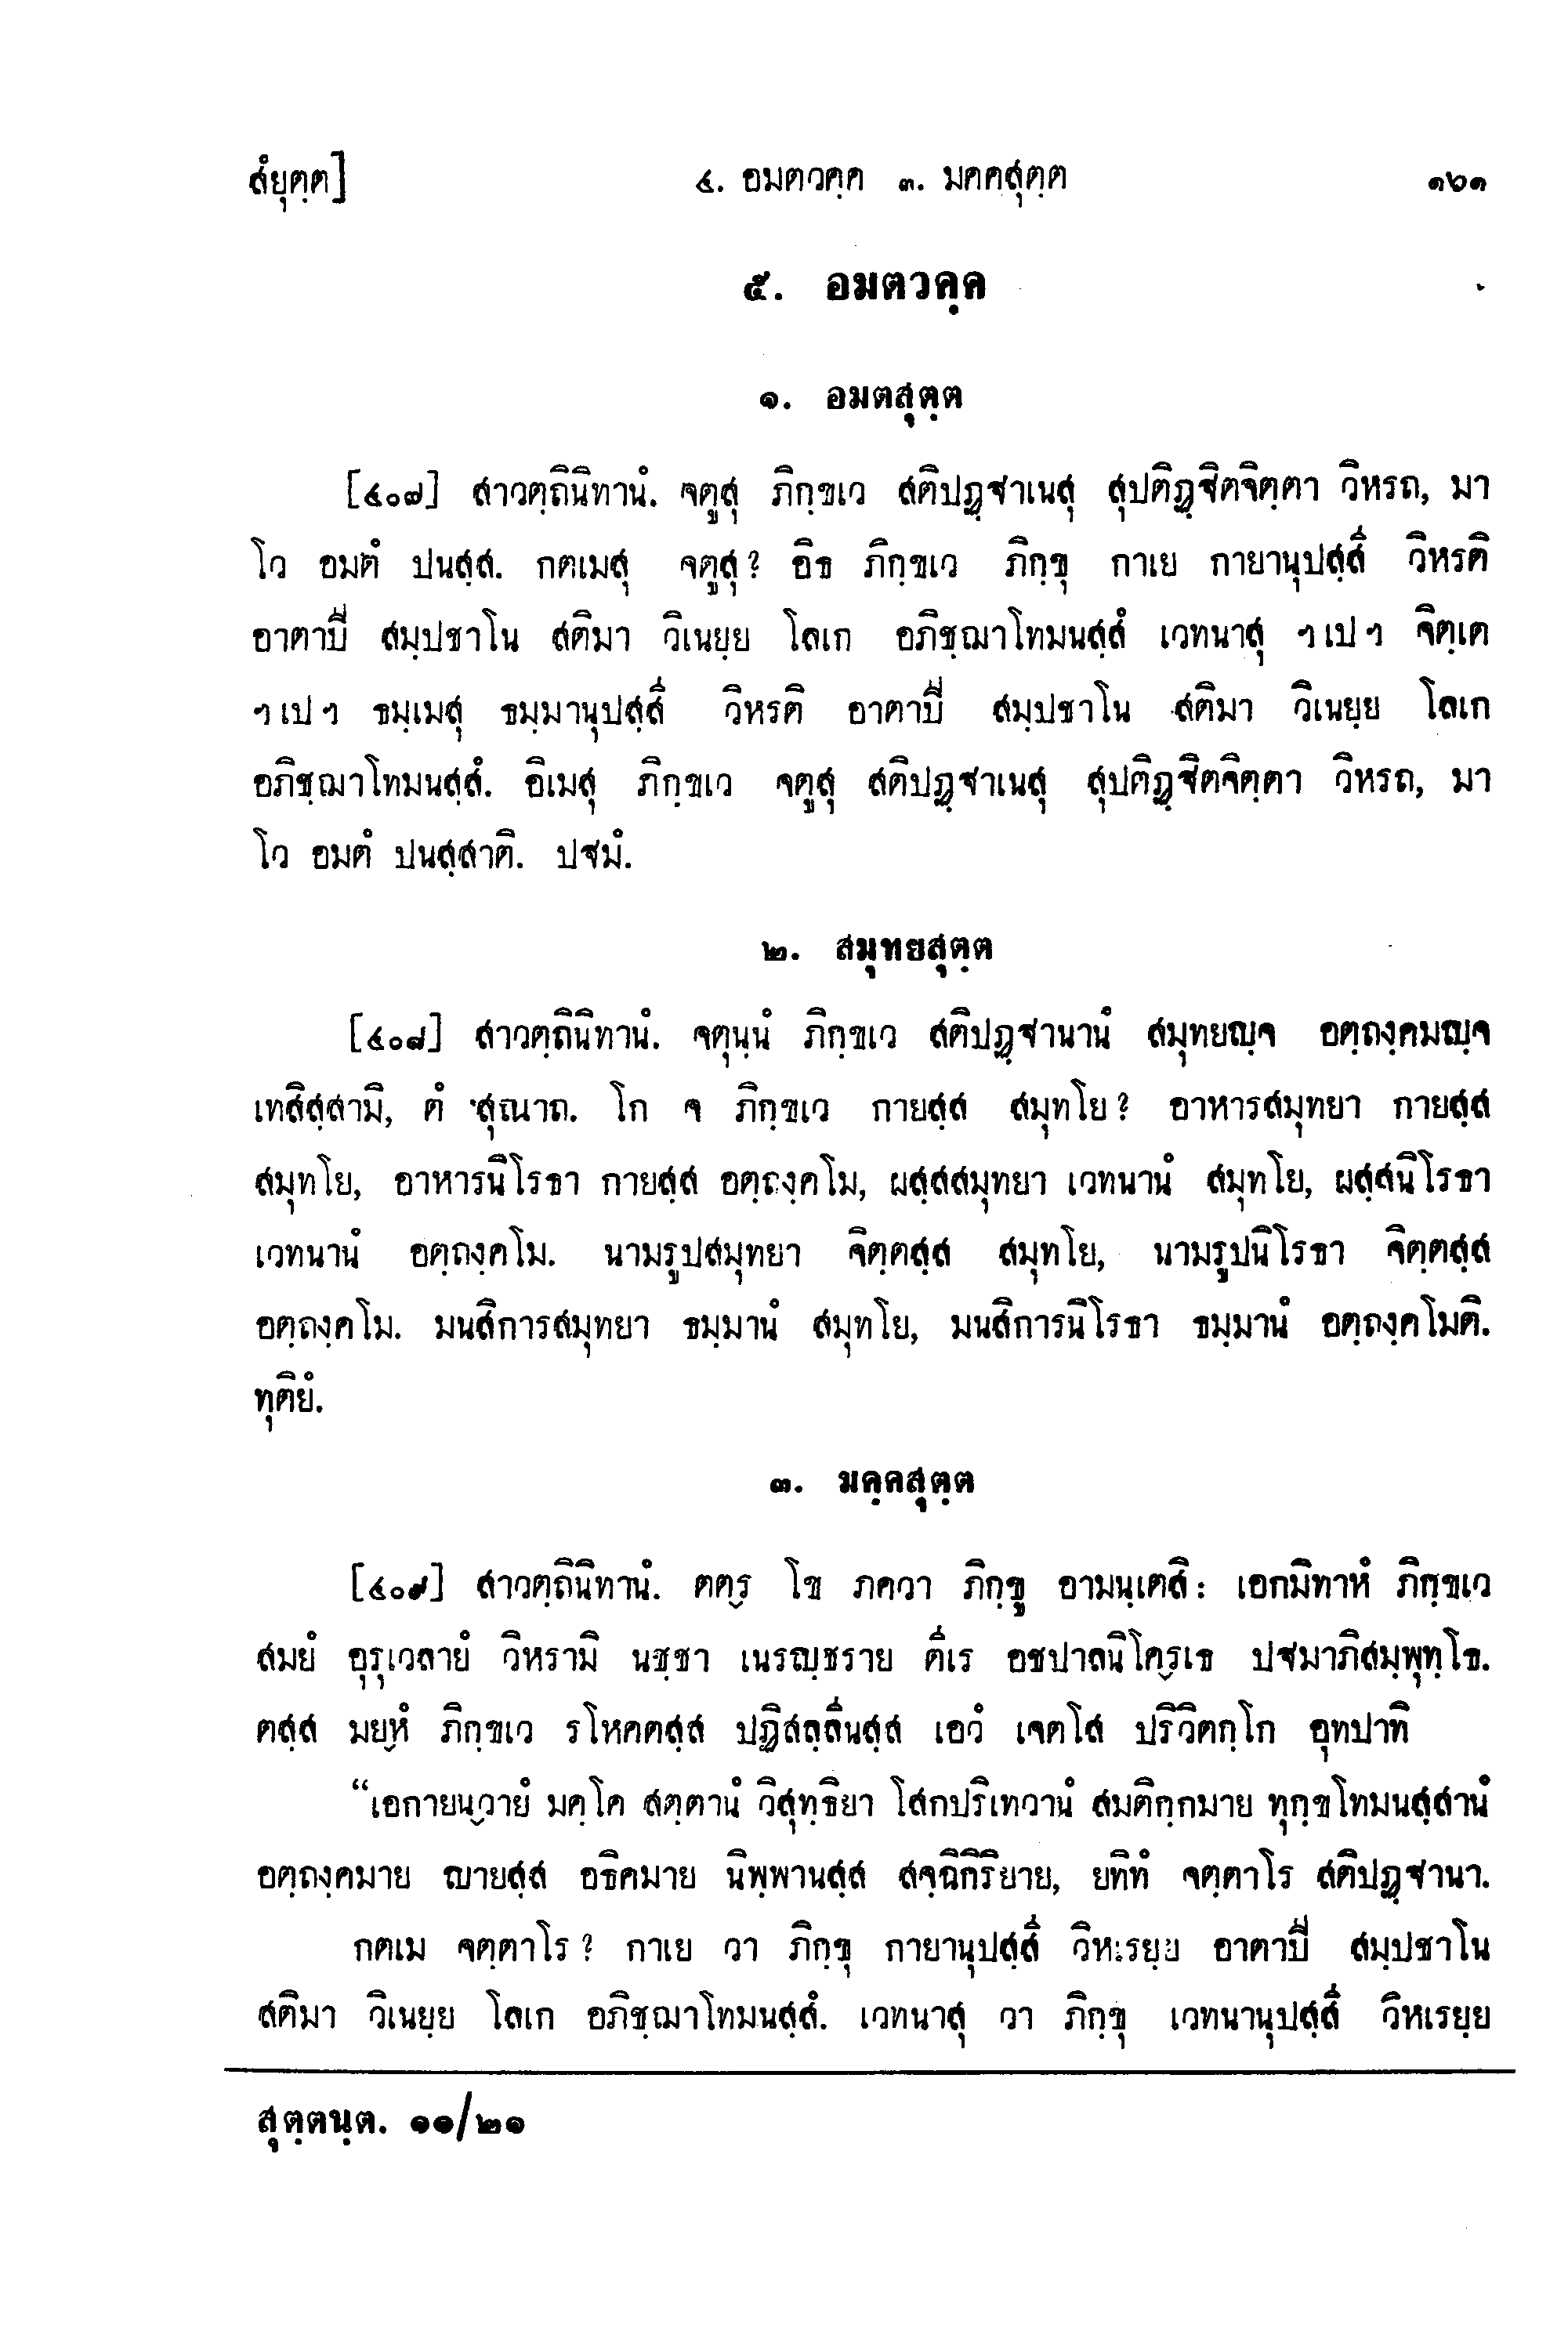 สํยุตฺต] ๔. อมตวคฺค ๓. มคฺคสุตฺต ๑๖๑
๕. อมตวคฺค
๑. อมตสุตฺต
[๔๐๗] สาวตฺถินิทานํ. จตูสุ ภิกฺขเว สติปฏฺฐาเนสุ สุปติฏฺฐิตจิตฺตา วิหรถ, มา
โว อมตํ ปนสฺส. กตเมสุ จตูสุ? อิธ ภิกฺขเว ภิกฺขุ กาเย กายานุปสฺสี วิหรติ
อาตาปี สมฺปชาโน สติมา วิเนยฺย โลเก อภิชฺฌาโทมนสฺสํ เวทนาสุ ฯเปฯ จิตฺเต
ฯเปฯ ธมฺเมสุ ธมฺมานุปสฺสี วิหรติ อาตาปี สมฺปชาโน สติมา วิเนยฺย โลเก
อภิชฺฌาโทมนสฺสํ. อิเมสุ ภิกฺขเว จตูสุ สติปฏฺฐาเนสุ สุปติฏฺฐิตจิตฺตา วิหรถ, มา
โว อมตํ ปนสฺสาติ. ปฐมํ.
๒. สมุทยสุตฺต
[๔๐๘] สาวตฺถินิทานํ. จตุนฺนํ ภิกฺขเว สติปฏฺฐานานํ สมุทยญฺจ อตฺถงฺคมญฺจ
เทสิสฺสามิ, ตํ สุณาถ. โก จ ภิกฺขเว กายสฺส สมุทโย? อาหารสมุทยา กายสฺส
สมุทโย, อาหารนิโรธา กายสฺส อตฺถงฺคโม, ผสฺสสมุทยา เวทนานํ สมุทโย, ผสฺสนิโรธา
เวทนานํ อตฺถงฺคโม. นามรูปสมุทยา จิตฺตสฺส สมุทโย, นามรูปนิโรธา จิตฺตสฺส
อตฺถงฺคโม. มนสิการสมุทยา ธมฺมานํ สมุทโย, มนสิการนิโรธา ธมฺมานํ อตฺถงฺคโมติ.
ทุติยํ.
๓. มคฺคสุตฺต
[๔๐๙] สาวตฺถินิทานํ. ตตฺร โข ภควา ภิกฺขู อามนฺเตสิ: เอกมิทาหํ ภิกฺขเว
สมยํ อุรุเวลายํ วิหรามิ นชฺชา เนรญฺชราย ตีเร อชปาลนิโคฺรเธ ปฐมาภิสมฺพุทฺโธ.
ตสฺส มยฺหํ ภิกฺขเว รโหคตสฺส ปฏิสลฺลีนสฺส เอวํ เจตโส ปริวิตกฺโก อุทปาทิ
“เอกายนฺวายํ มคฺโค สตฺตานํ วิสุทฺธิยา โสกปริเทวานํ สมติกฺกมาย ทุกฺขโทมนสฺสานํ
อตฺถงฺคมาย ญายสฺส อธิคมาย นิพฺพานสฺส สจฺฉิกิริยาย, ยทิทํ จตฺตาโร สติปฏฺฐานา.
กตเม จตฺตาโร? กาเย วา ภิกฺขุ กายานุปสฺสี วิหเรยฺย อาตาปี สมฺปชาโน
สติมา วิเนยฺย โลเก อภิชฺฌาโทมนสฺสํ. เวทนาสุ วา ภิกฺขุ เวทนานุปสฺสี วิหเรยฺย
สุตฺตนฺต. ๑๑/๒๑